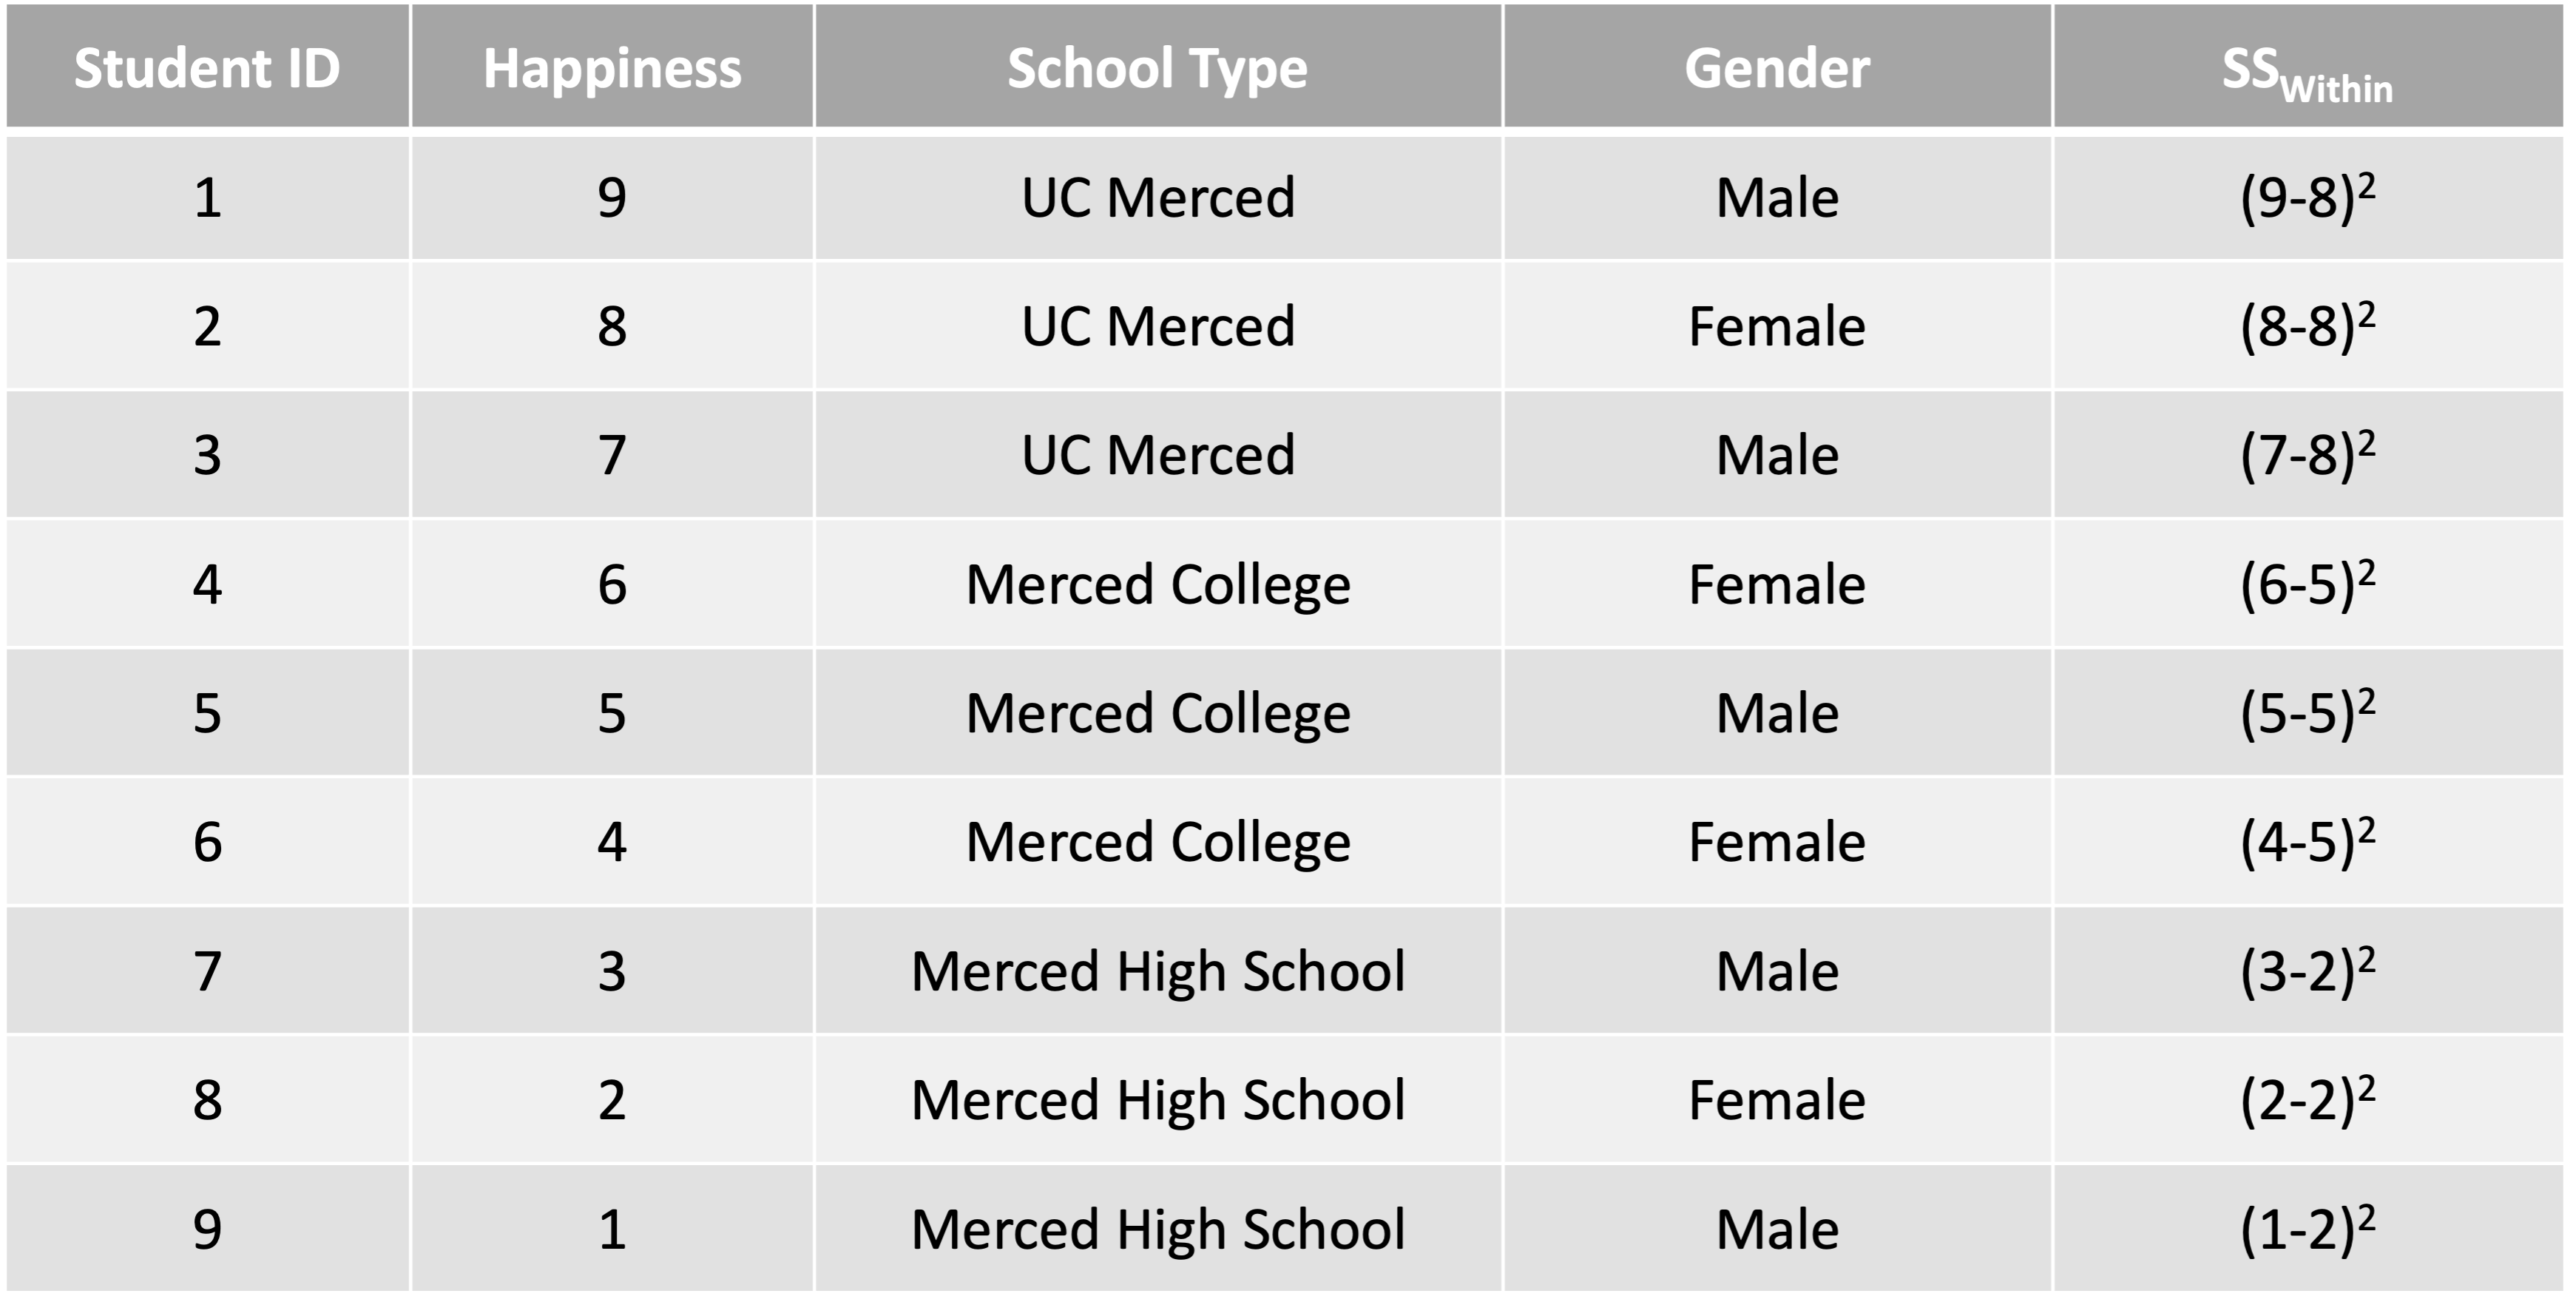 Student ID Happiness School Type Gender SSWithin
1 9 UC Merced Male (9-8)²
2 8 UC Merced Female (8-8)²
3 7 UC Merced Male (7-8)²
4 6 Merced College Female (6-5)²
5 5 Merced College Male (5-5)²
6 4 Merced College Female (4-5)²
7 3 Merced High School Male (3-2)²
8 2 Merced High School Female (2-2)²
9 1 Merced High School Male (1-2)²